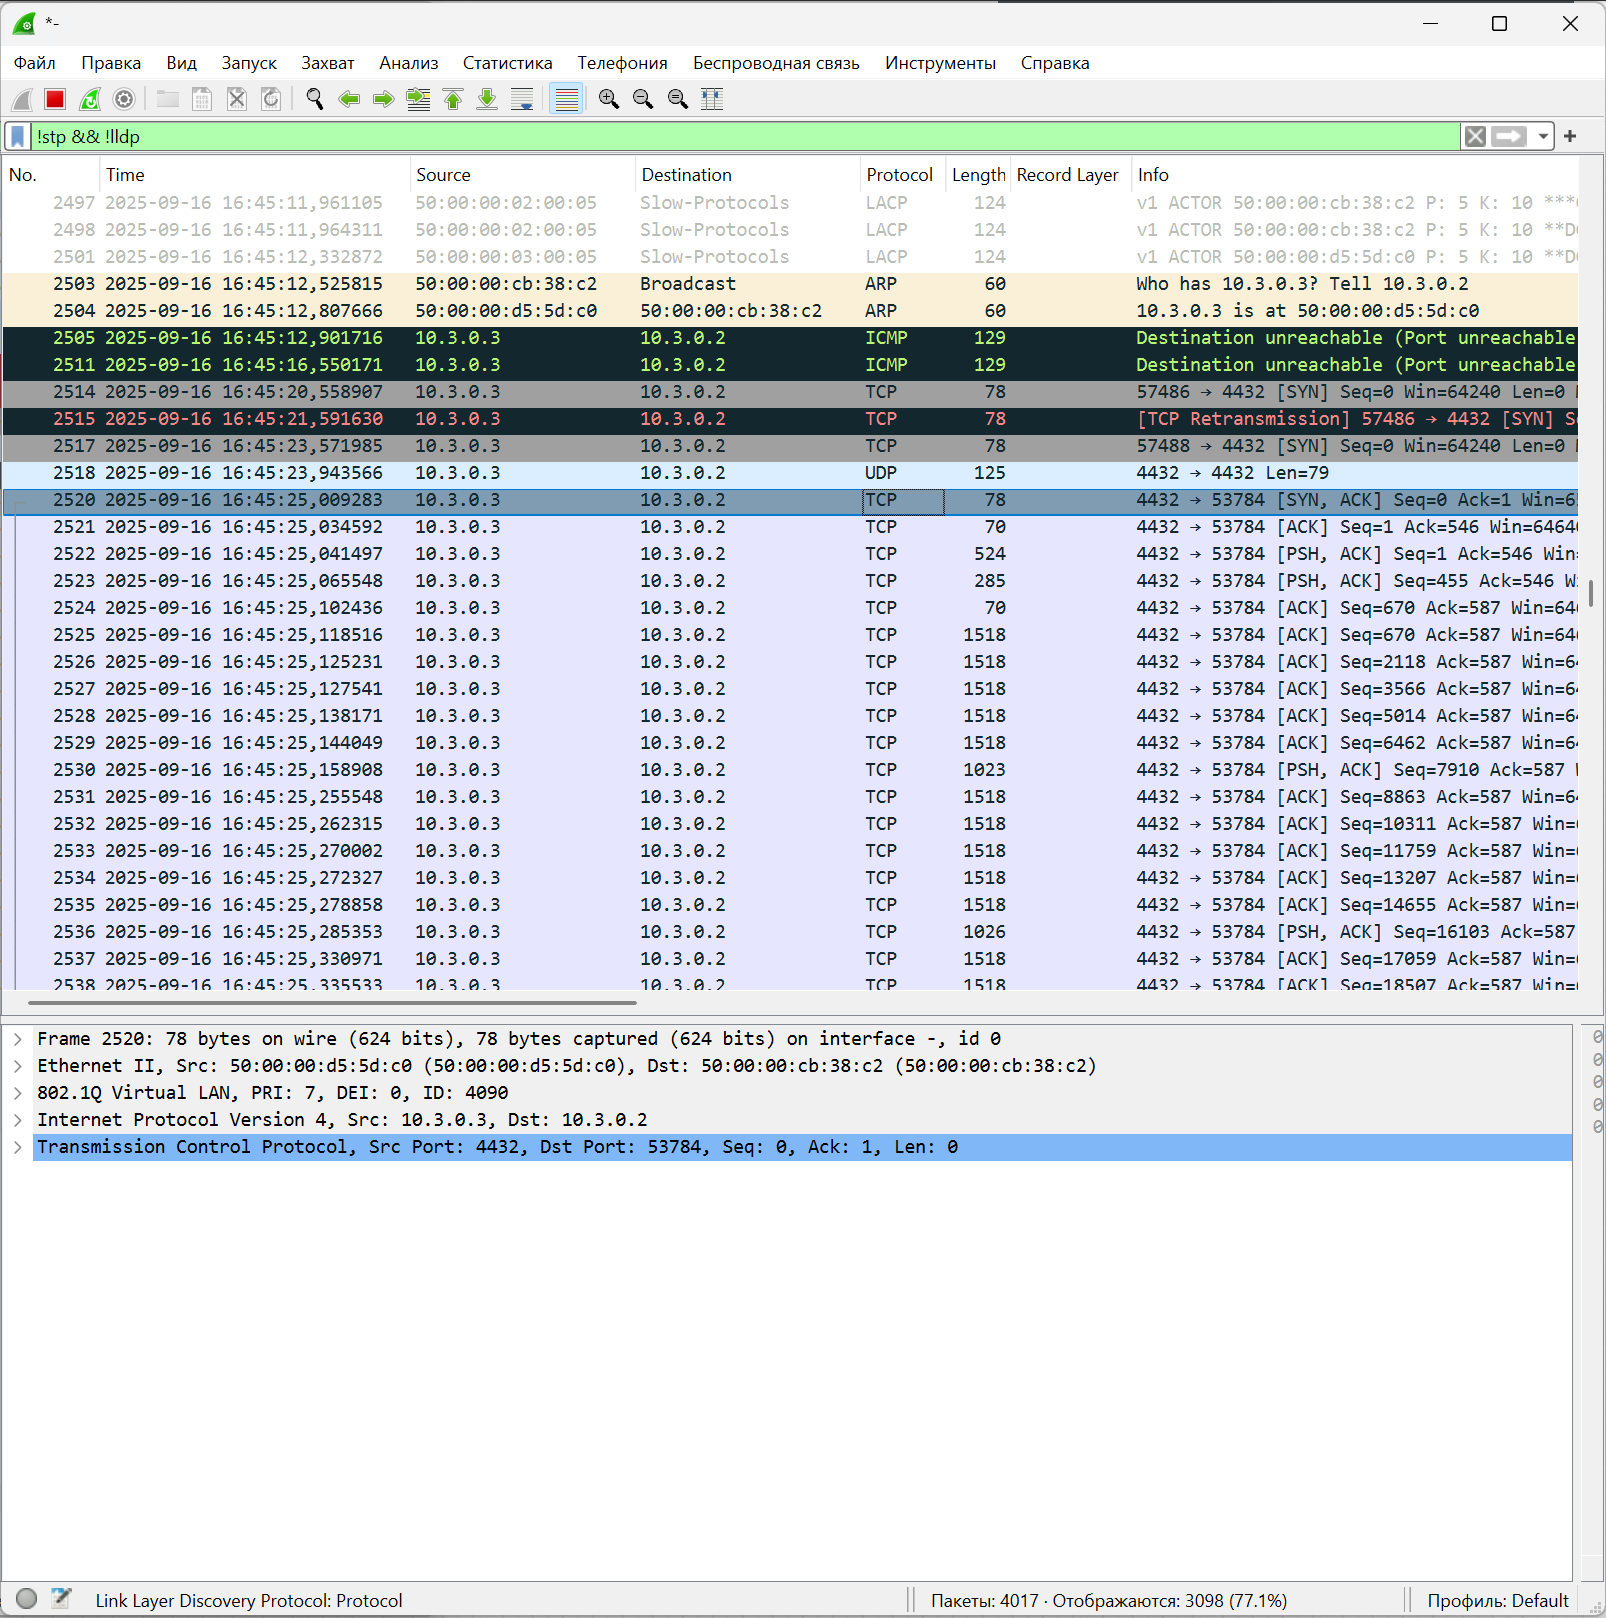 *-
Файл Правка Вид Запуск Захват Анализ Статистика Телефония Беспроводная связь Инструменты Справка
!stp && !lldp
No. Time Source Destination Protocol Length Record Layer Info
2497 2025-09-16 16:45:11,961105 50:00:00:02:00:05 Slow-Protocols LACP 124 v1 ACTOR 50:00:00:cb:38:c2 P: 5 K: 10 ***
2498 2025-09-16 16:45:11,964311 50:00:00:02:00:05 Slow-Protocols LACP 124 v1 ACTOR 50:00:00:cb:38:c2 P: 5 K: 10 **D
2501 2025-09-16 16:45:12,332872 50:00:00:03:00:05 Slow-Protocols LACP 124 v1 ACTOR 50:00:00:d5:5d:c0 P: 5 K: 10 **D
2503 2025-09-16 16:45:12,525815 50:00:00:cb:38:c2 Broadcast ARP 60 Who has 10.3.0.3? Tell 10.3.0.2
2504 2025-09-16 16:45:12,807666 50:00:00:d5:5d:c0 50:00:00:cb:38:c2 ARP 60 10.3.0.3 is at 50:00:00:d5:5d:c0
2505 2025-09-16 16:45:12,901716 10.3.0.3 10.3.0.2 ICMP 129 Destination unreachable (Port unreachable
2511 2025-09-16 16:45:16,550171 10.3.0.3 10.3.0.2 ICMP 129 Destination unreachable (Port unreachable
2514 2025-09-16 16:45:20,558907 10.3.0.3 10.3.0.2 TCP 78 57486 → 4432 [SYN] Seq=0 Win=64240 Len=0
2515 2025-09-16 16:45:21,591630 10.3.0.3 10.3.0.2 TCP 78 [TCP Retransmission] 57486 → 4432 [SYN] S
2517 2025-09-16 16:45:23,571985 10.3.0.3 10.3.0.2 TCP 78 57488 → 4432 [SYN] Seq=0 Win=64240 Len=0
2518 2025-09-16 16:45:23,943566 10.3.0.3 10.3.0.2 UDP 125 4432 → 4432 Len=79
2520 2025-09-16 16:45:25,009283 10.3.0.3 10.3.0.2 TCP 78 4432 → 53784 [SYN, ACK] Seq=0 Ack=1 Win=6
2521 2025-09-16 16:45:25,034592 10.3.0.3 10.3.0.2 TCP 70 4432 → 53784 [ACK] Seq=1 Ack=546 Win=6464
2522 2025-09-16 16:45:25,041497 10.3.0.3 10.3.0.2 TCP 524 4432 → 53784 [PSH, ACK] Seq=1 Ack=546 Win=
2523 2025-09-16 16:45:25,065548 10.3.0.3 10.3.0.2 TCP 285 4432 → 53784 [PSH, ACK] Seq=455 Ack=546 W
2524 2025-09-16 16:45:25,102436 10.3.0.3 10.3.0.2 TCP 70 4432 → 53784 [ACK] Seq=670 Ack=587 Win=64
2525 2025-09-16 16:45:25,118516 10.3.0.3 10.3.0.2 TCP 1518 4432 → 53784 [ACK] Seq=670 Ack=587 Win=64
2526 2025-09-16 16:45:25,125231 10.3.0.3 10.3.0.2 TCP 1518 4432 → 53784 [ACK] Seq=2118 Ack=587 Win=6
2527 2025-09-16 16:45:25,127541 10.3.0.3 10.3.0.2 TCP 1518 4432 → 53784 [ACK] Seq=3566 Ack=587 Win=6
2528 2025-09-16 16:45:25,138171 10.3.0.3 10.3.0.2 TCP 1518 4432 → 53784 [ACK] Seq=5014 Ack=587 Win=6
2529 2025-09-16 16:45:25,144049 10.3.0.3 10.3.0.2 TCP 1518 4432 → 53784 [ACK] Seq=6462 Ack=587 Win=6
2530 2025-09-16 16:45:25,158908 10.3.0.3 10.3.0.2 TCP 1023 4432 → 53784 [PSH, ACK] Seq=7910 Ack=587
2531 2025-09-16 16:45:25,255548 10.3.0.3 10.3.0.2 TCP 1518 4432 → 53784 [ACK] Seq=8863 Ack=587 Win=6
2532 2025-09-16 16:45:25,262315 10.3.0.3 10.3.0.2 TCP 1518 4432 → 53784 [ACK] Seq=10311 Ack=587 Win=
2533 2025-09-16 16:45:25,270002 10.3.0.3 10.3.0.2 TCP 1518 4432 → 53784 [ACK] Seq=11759 Ack=587 Win=
2534 2025-09-16 16:45:25,272327 10.3.0.3 10.3.0.2 TCP 1518 4432 → 53784 [ACK] Seq=13207 Ack=587 Win=
2535 2025-09-16 16:45:25,278858 10.3.0.3 10.3.0.2 TCP 1518 4432 → 53784 [ACK] Seq=14655 Ack=587 Win=
2536 2025-09-16 16:45:25,285353 10.3.0.3 10.3.0.2 TCP 1026 4432 → 53784 [PSH, ACK] Seq=16103 Ack=587
2537 2025-09-16 16:45:25,330971 10.3.0.3 10.3.0.2 TCP 1518 4432 → 53784 [ACK] Seq=17059 Ack=587 Win=
2538 2025-09-16 16:45:25,335533 10.3.0.3 10.3.0.2 TCP 1518 4432 → 53784 [ACK] Seq=18507 Ack=587 Win=
Frame 2520: 78 bytes on wire (624 bits), 78 bytes captured (624 bits) on interface -, id 0
Ethernet II, Src: 50:00:00:d5:5d:c0 (50:00:00:d5:5d:c0), Dst: 50:00:00:cb:38:c2 (50:00:00:cb:38:c2)
802.1Q Virtual LAN, PRI: 7, DEI: 0, ID: 4090
Internet Protocol Version 4, Src: 10.3.0.3, Dst: 10.3.0.2
Transmission Control Protocol, Src Port: 4432, Dst Port: 53784, Seq: 0, Ack: 1, Len: 0
Link Layer Discovery Protocol: Protocol Пакеты: 4017 · Отображаются: 3098 (77.1%) Профиль: Default